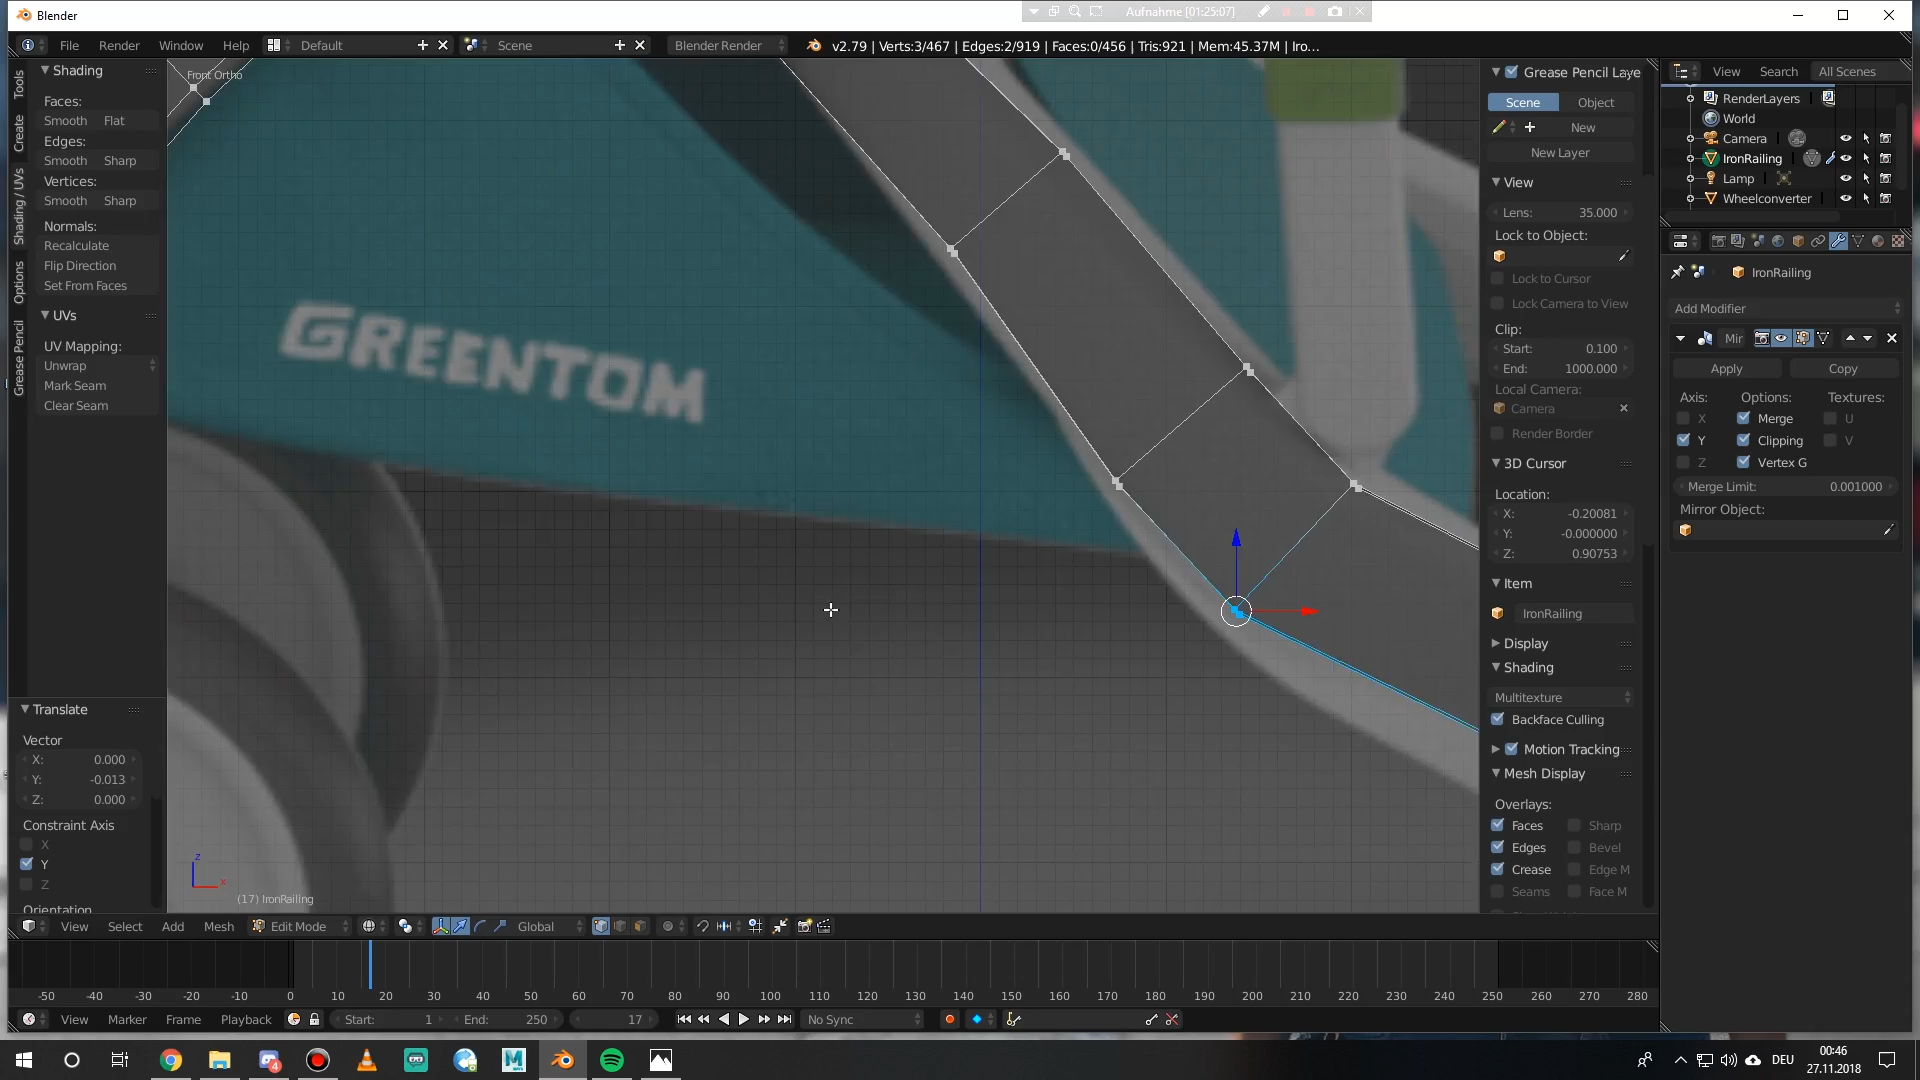 Blender
Aufnahme [01:25:07]
File Render Window Help Default Scene Blender Render v2.79 | Verts:3/467 | Edges:2/919 | Faces:0/456 | Tris:921 | Mem:45.37M | Iro...
Tools
Create
Shading / UVs
Options
Grease Pencil
Shading
Faces:
Smooth Flat
Edges:
Smooth Sharp
Vertices:
Smooth Sharp
Normals:
Recalculate
Flip Direction
Set From Faces
UVs
UV Mapping:
Unwrap
Mark Seam
Clear Seam
Translate
Vector
X: 0.000
Y: -0.013
Z: 0.000
Constraint Axis
X
Y
Z
Orientation
Front Ortho
GREENTOM
z
x
(17) IronRailing
Grease Pencil Laye
Scene Object
New
New Layer
View
Lens: 35.000
Lock to Object:
Lock to Cursor
Lock Camera to View
Clip:
Start: 0.100
End: 1000.000
Local Camera:
Camera
Render Border
3D Cursor
Location:
X: -0.20081
Y: -0.000000
Z: 0.90753
Item
IronRailing
Display
Shading
Multitexture
Backface Culling
Motion Tracking
Mesh Display
Overlays:
Faces Sharp
Edges Bevel
Crease Edge M
Seams Face M
View Search All Scenes
RenderLayers
World
Camera
IronRailing
Lamp
Wheelconverter
IronRailing
Add Modifier
Mir
Apply Copy
Axis: Options: Textures:
X Merge U
Y Clipping V
Z Vertex G
Merge Limit: 0.001000
Mirror Object:
View Select Add Mesh Edit Mode Global
-50 -40 -30 -20 -10 0 10 20 30 40 50 60 70 80 90 100 110 120 130 140 150 160 170 180 190 200 210 220 230 240 250 260 270 280
View Marker Frame Playback Start: 1 End: 250 17 No Sync
4
M
DEU
00:46
27.11.2018